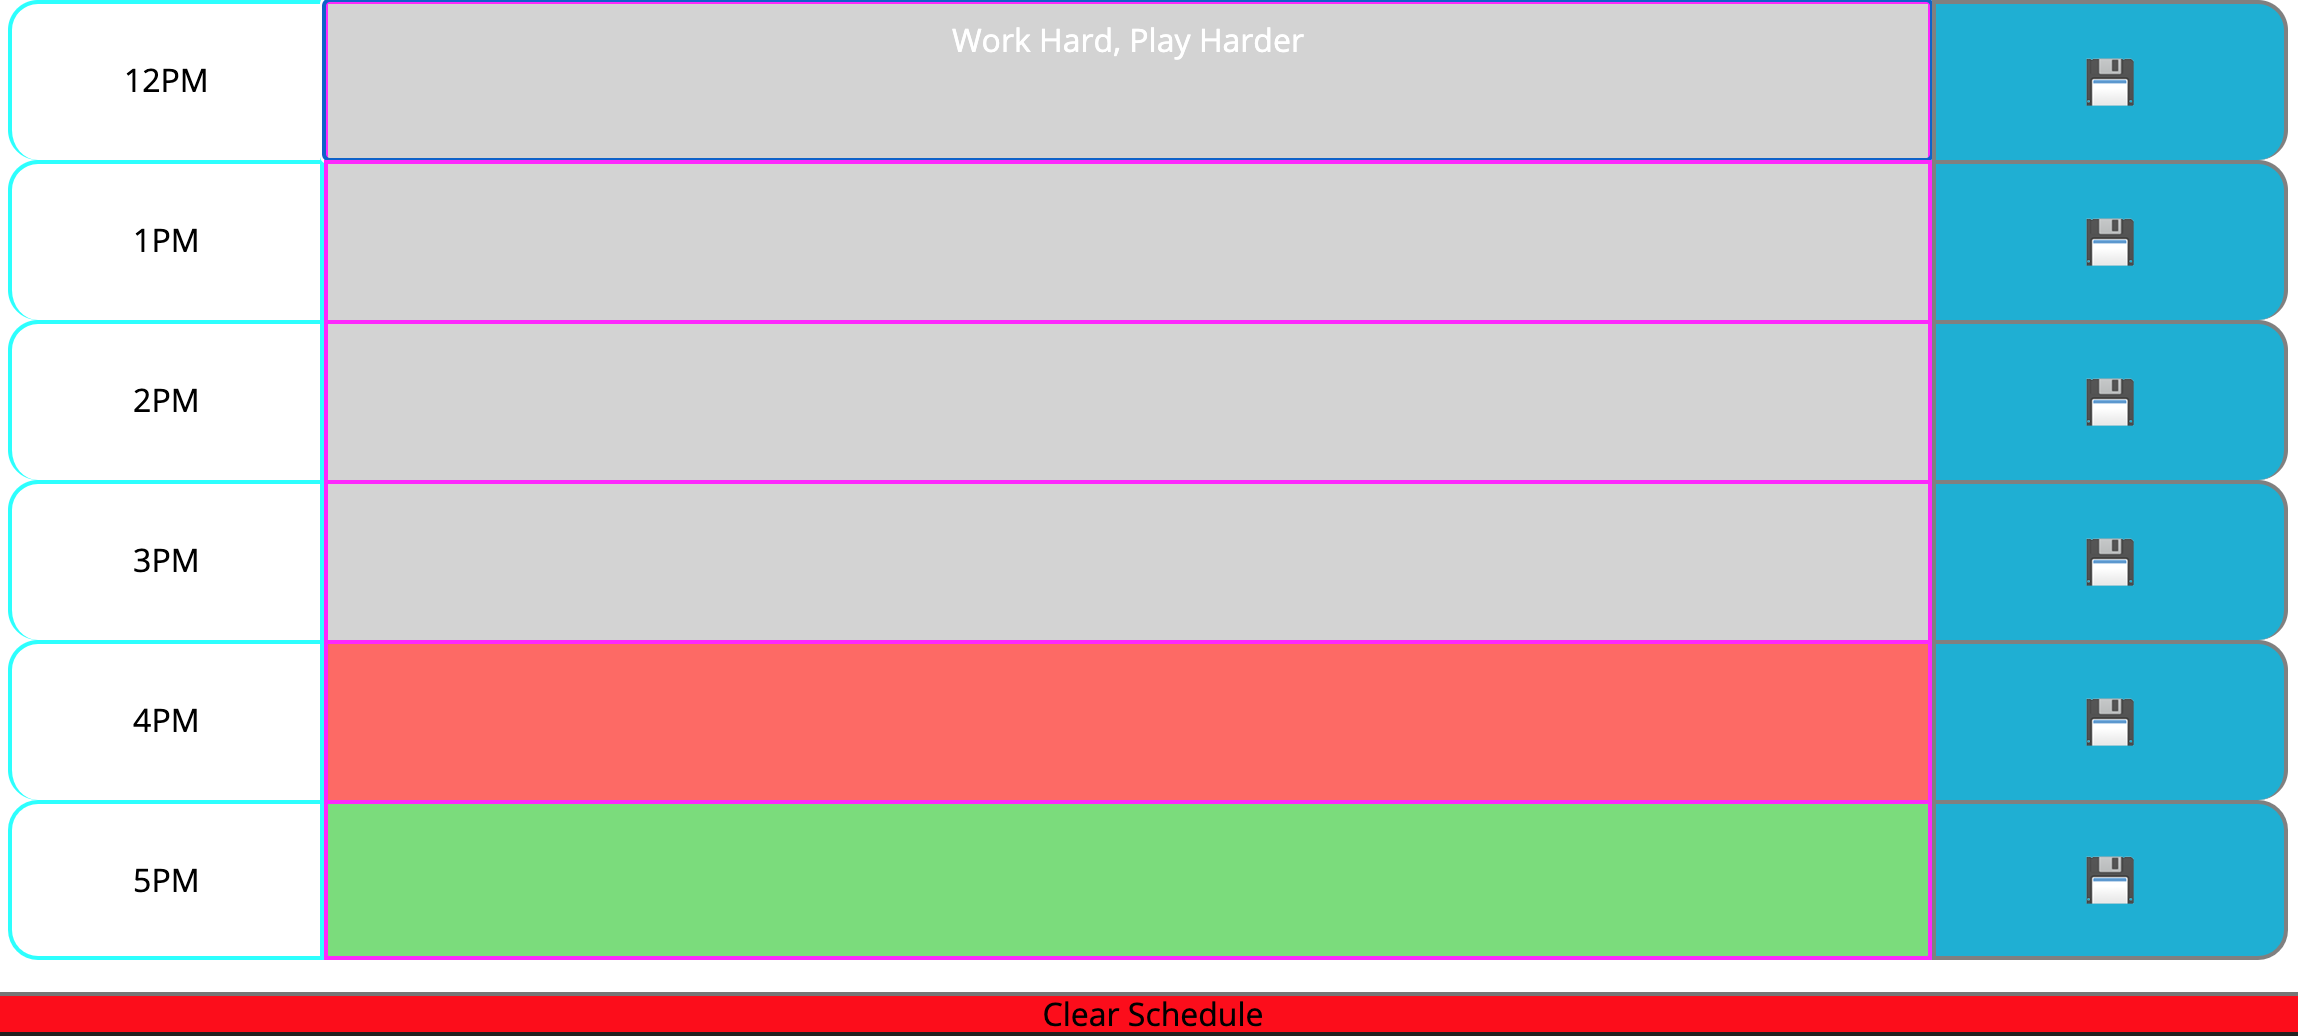 12PM
Work Hard, Play Harder
1PM
2PM
3PM
4PM
5PM
Clear Schedule